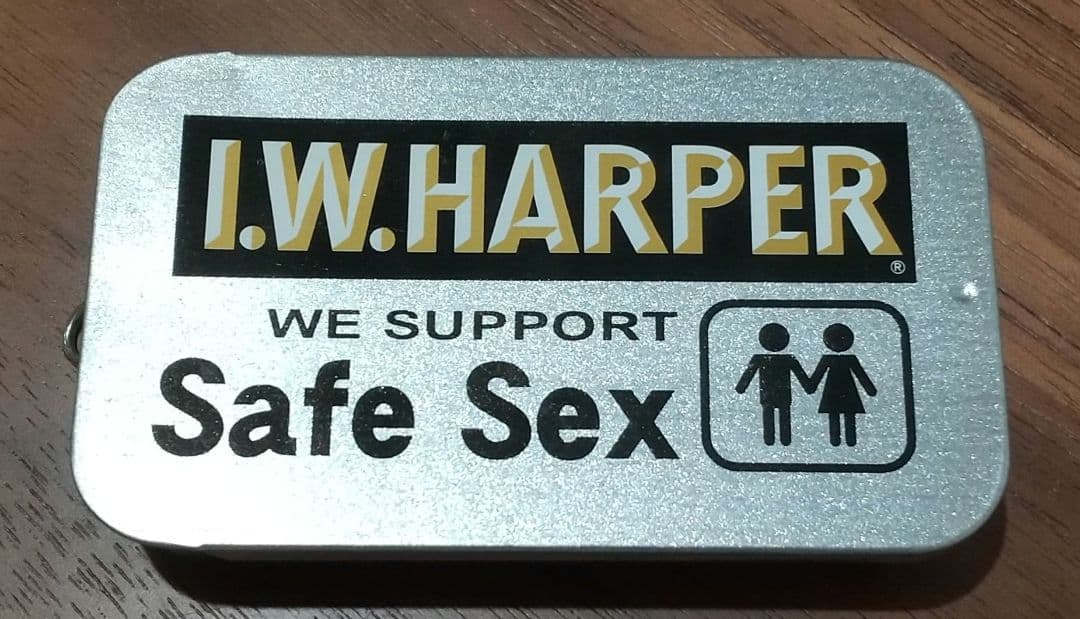 I.W.HARPER
®
WE SUPPORT
Safe Sex